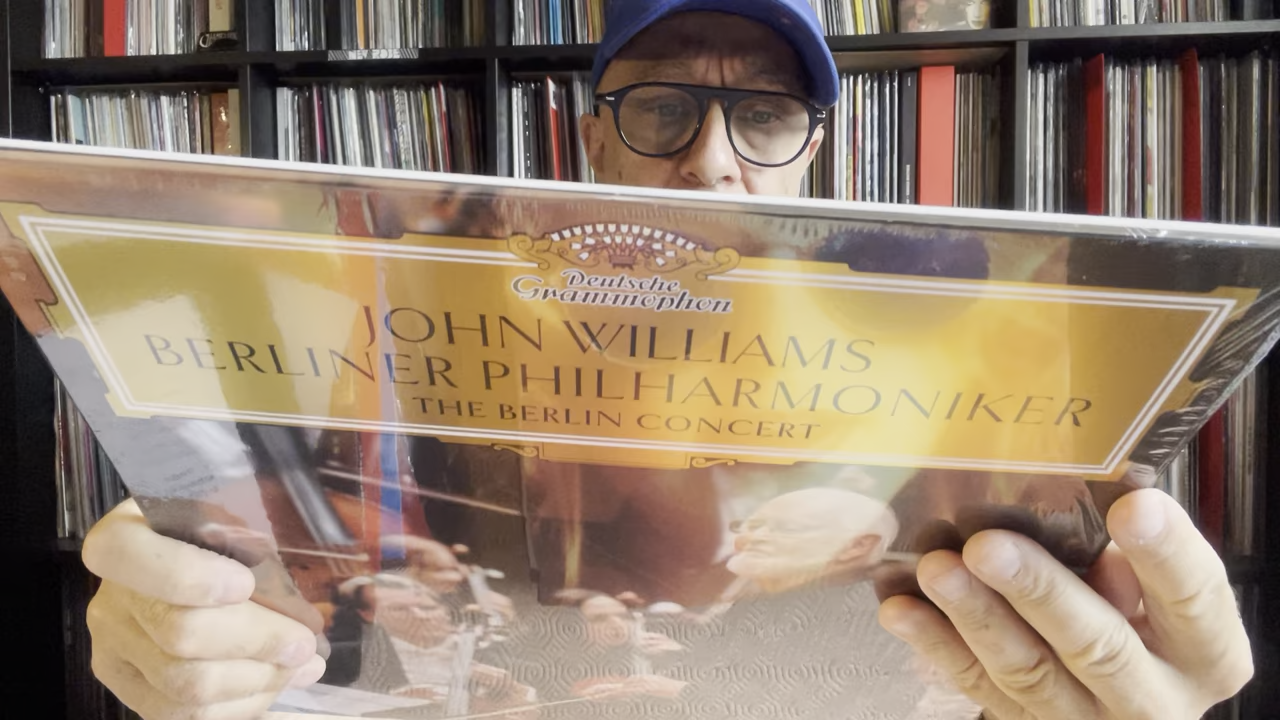 Deutsche
Grammophon
JOHN WILLIAMS
BERLINER PHILHARMONIKER
THE BERLIN CONCERT